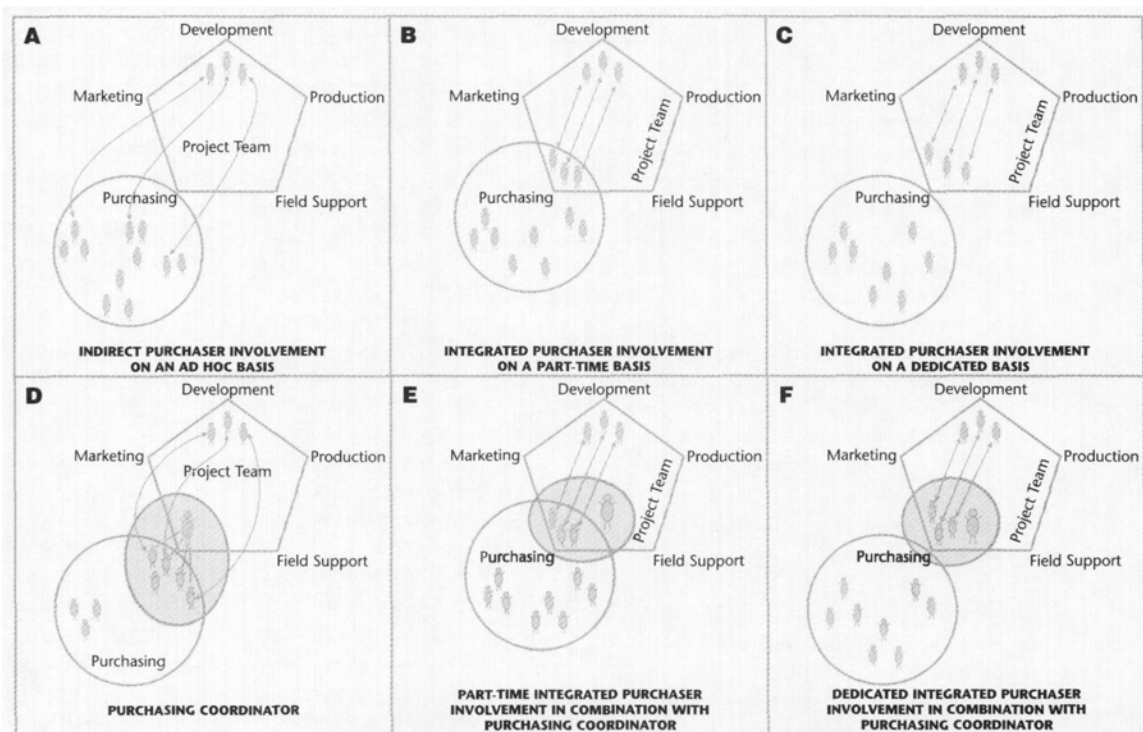 A
Development
Marketing
Production
Project Team
Purchasing
Field Support
INDIRECT PURCHASER INVOLVEMENT
ON AN AD HOC BASIS
B
Development
Marketing
Production
Project Team
Purchasing
Field Support
INTEGRATED PURCHASER INVOLVEMENT
ON A PART-TIME BASIS
C
Development
Marketing
Production
Project Team
Purchasing
Field Support
INTEGRATED PURCHASER INVOLVEMENT
ON A DEDICATED BASIS
D
Development
Marketing
Project Team
Production
Field Support
Purchasing
PURCHASING COORDINATOR
E
Development
Marketing
Production
Project Team
Purchasing
Field Support
PART-TIME INTEGRATED PURCHASER
INVOLVEMENT IN COMBINATION WITH
PURCHASING COORDINATOR
F
Development
Marketing
Production
Project Team
Purchasing
Field Support
DEDICATED INTEGRATED PURCHASER
INVOLVEMENT IN COMBINATION WITH
PURCHASING COORDINATOR